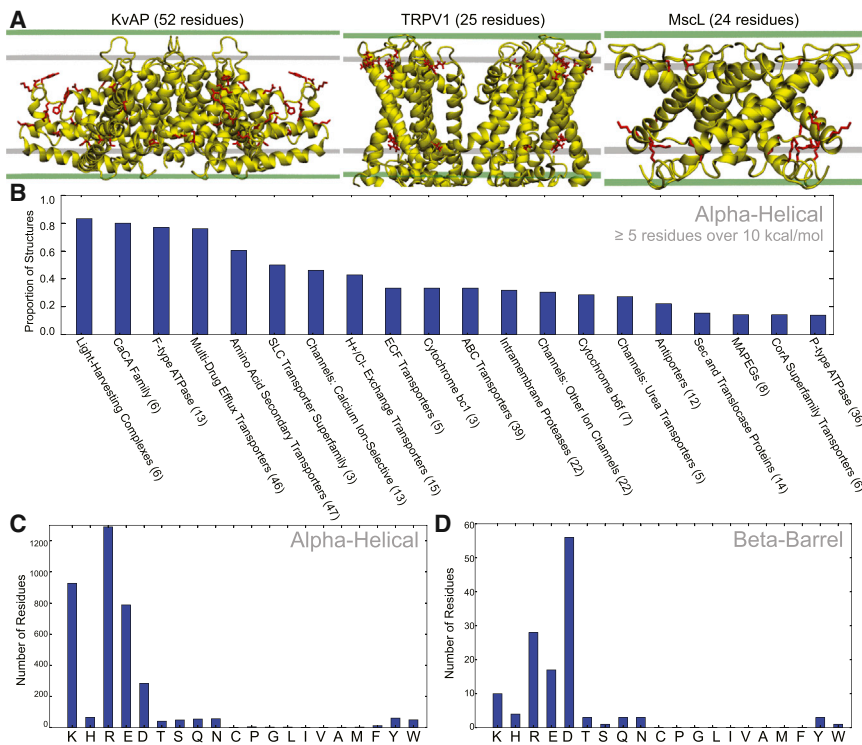 A
KvAP (52 residues)
TRPV1 (25 residues)
MscL (24 residues)
B
Alpha-Helical
≥ 5 residues over 10 kcal/mol
Proportion of Structures
1.0
0.8
0.6
0.4
0.2
0.0
Light-Harvesting Complexes (6)
CaCA Family (6)
F-type ATPase (13)
Multi-Drug Efflux Transporters (46)
Amino Acid Secondary Transporters (47)
SLC Transporter Superfamily (3)
Channels: Calcium Ion-Selective (13)
H+/Cl- Exchange Transporters (15)
ECF Transporters (5)
Cytochrome bc1 (3)
ABC Transporters (39)
Intramembrane Proteases (22)
Channels: Other Ion Channels (22)
Cytochrome b6f (7)
Channels: Urea Transporters (5)
Antiporters (12)
Sec and Translocase Proteins (14)
MAPEGs (8)
CorA Superfamily Transporters (6)
P-type ATPase (36)
C
Alpha-Helical
Number of Residues
1200
1000
800
600
400
200
0
K H R E D T S Q N C P G L I V A M F Y W
D
Beta-Barrel
Number of Residues
60
50
40
30
20
10
0
K H R E D T S Q N C P G L I V A M F Y W